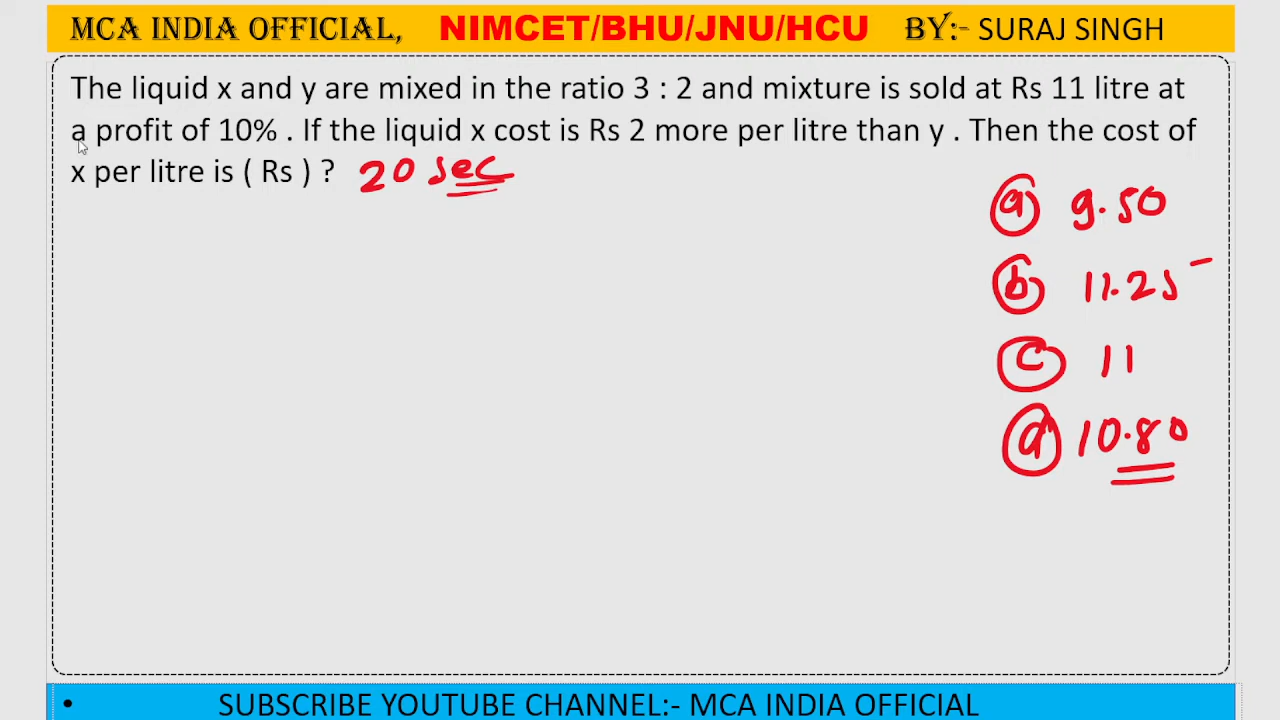 MCA INDIA OFFICIAL, NIMCET/BHU/JNU/HCU BY:- SURAJ SINGH
The liquid x and y are mixed in the ratio 3 : 2 and mixture is sold at Rs 11 litre at
a profit of 10% . If the liquid x cost is Rs 2 more per litre than y . Then the cost of
x per litre is ( Rs ) ? 20 sec
a 9.50
b 11.25
c 11
d 10.80
• SUBSCRIBE YOUTUBE CHANNEL:- MCA INDIA OFFICIAL